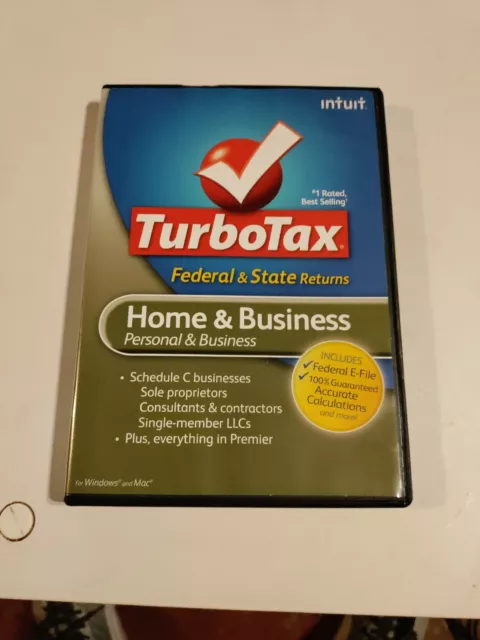 intuit.
#1 Rated,
Best Selling
TurboTax®
Federal & State Returns
Home & Business
Personal & Business
• Schedule C businesses
Sole proprietors
Consultants & contractors
Single-member LLCs
• Plus, everything in Premier
INCLUDES
Federal E-File
100% Guaranteed
Accurate
Calculations
and more!
for Windows® and Mac®